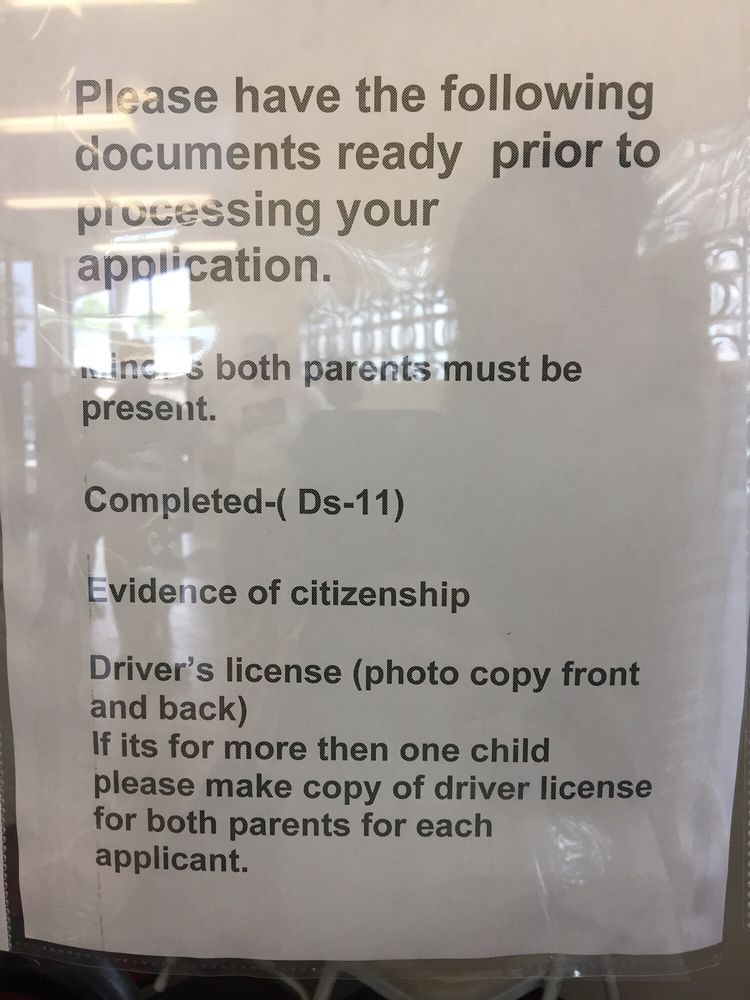 Please have the following
documents ready prior to
processing your
application.
Minor's both parents must be
present.
Completed-( Ds-11)
Evidence of citizenship
Driver's license (photo copy front
and back)
If its for more then one child
please make copy of driver license
for both parents for each
applicant.